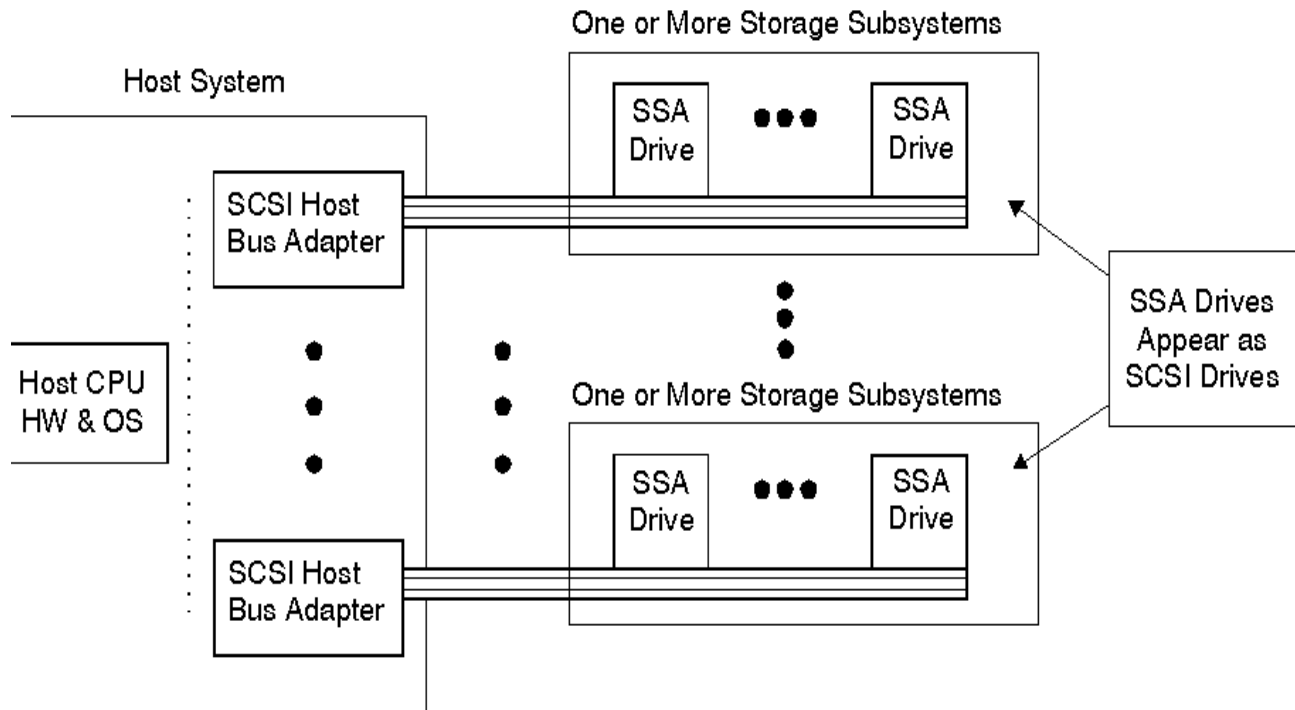 One or More Storage Subsystems
Host System
SSA
Drive
SSA
Drive
SCSI Host
Bus Adapter
SSA Drives
Appear as
SCSI Drives
Host CPU
HW & OS
One or More Storage Subsystems
SSA
Drive
SSA
Drive
SCSI Host
Bus Adapter